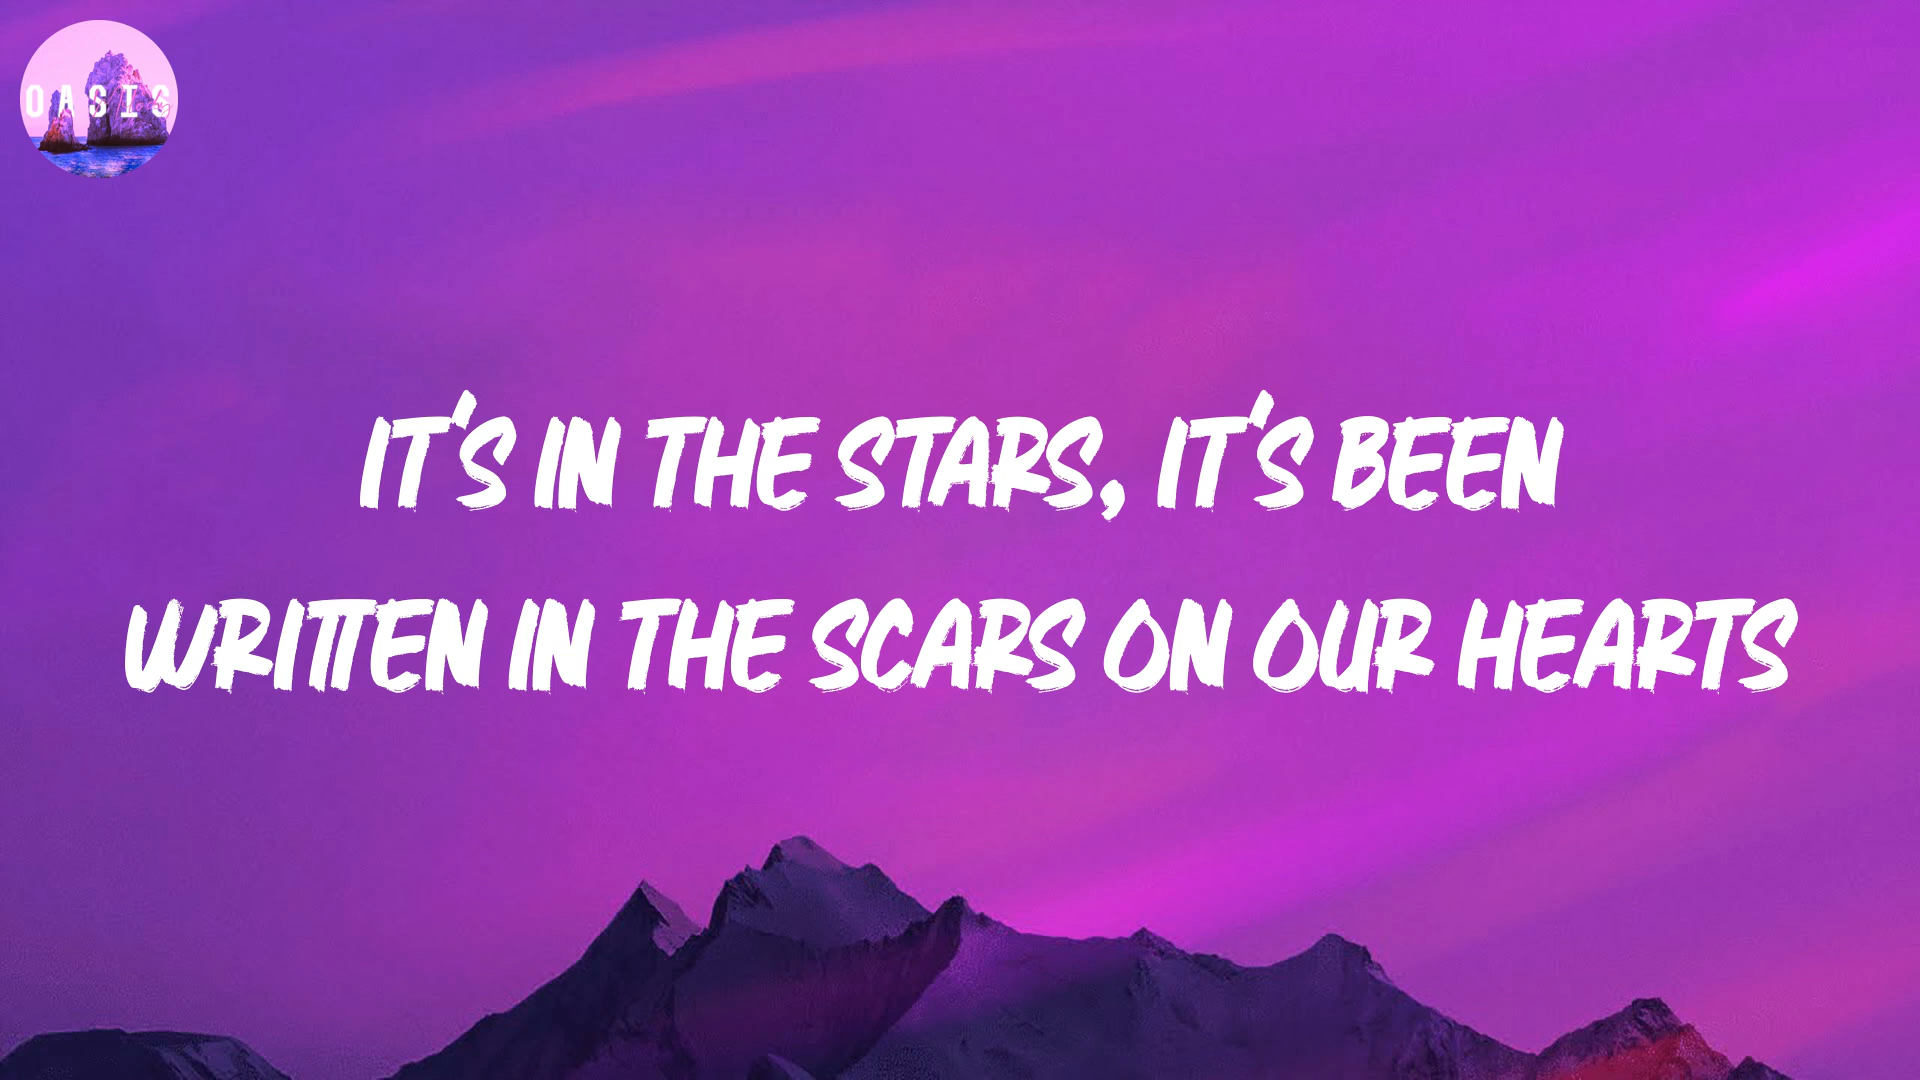 OASIS
IT'S IN THE STARS, IT'S BEEN
WRITTEN IN THE SCARS ON OUR HEARTS